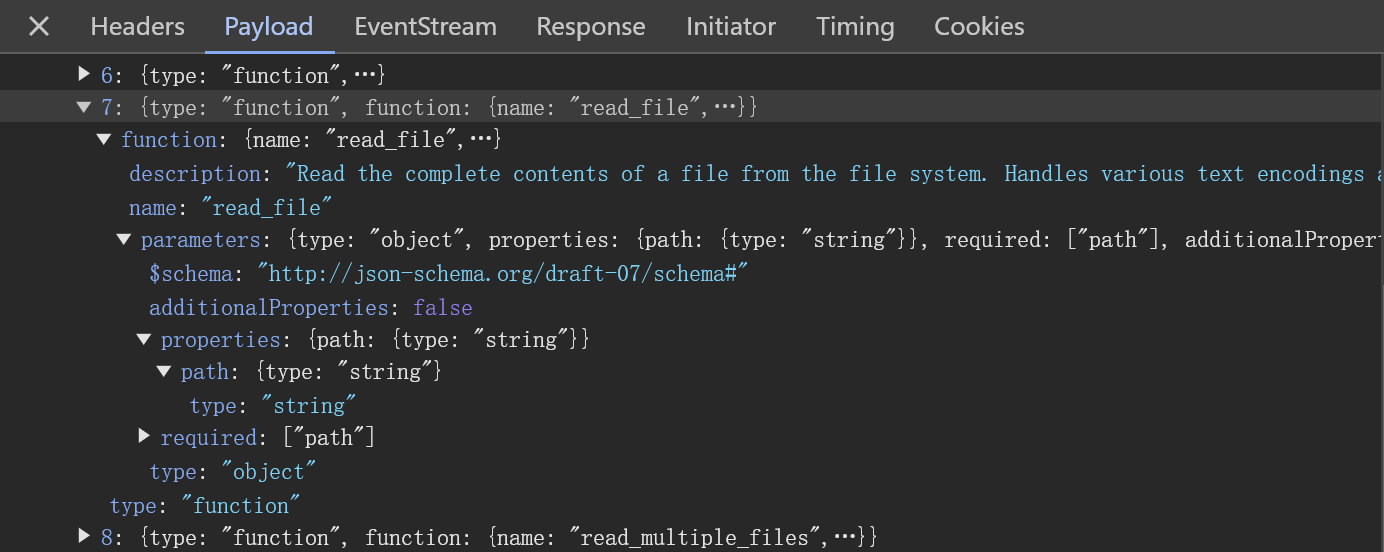 Headers Payload EventStream Response Initiator Timing Cookies
▶ 6: {type: "function",…}
▼ 7: {type: "function", function: {name: "read_file",…}}
▼ function: {name: "read_file",…}
description: "Read the complete contents of a file from the file system. Handles various text encodings a
name: "read_file"
▼ parameters: {type: "object", properties: {path: {type: "string"}}, required: ["path"], additionalPropert
$schema: "http://json-schema.org/draft-07/schema#"
additionalProperties: false
▼ properties: {path: {type: "string"}}
▼ path: {type: "string"}
type: "string"
▶ required: ["path"]
type: "object"
type: "function"
▶ 8: {type: "function", function: {name: "read_multiple_files",…}}